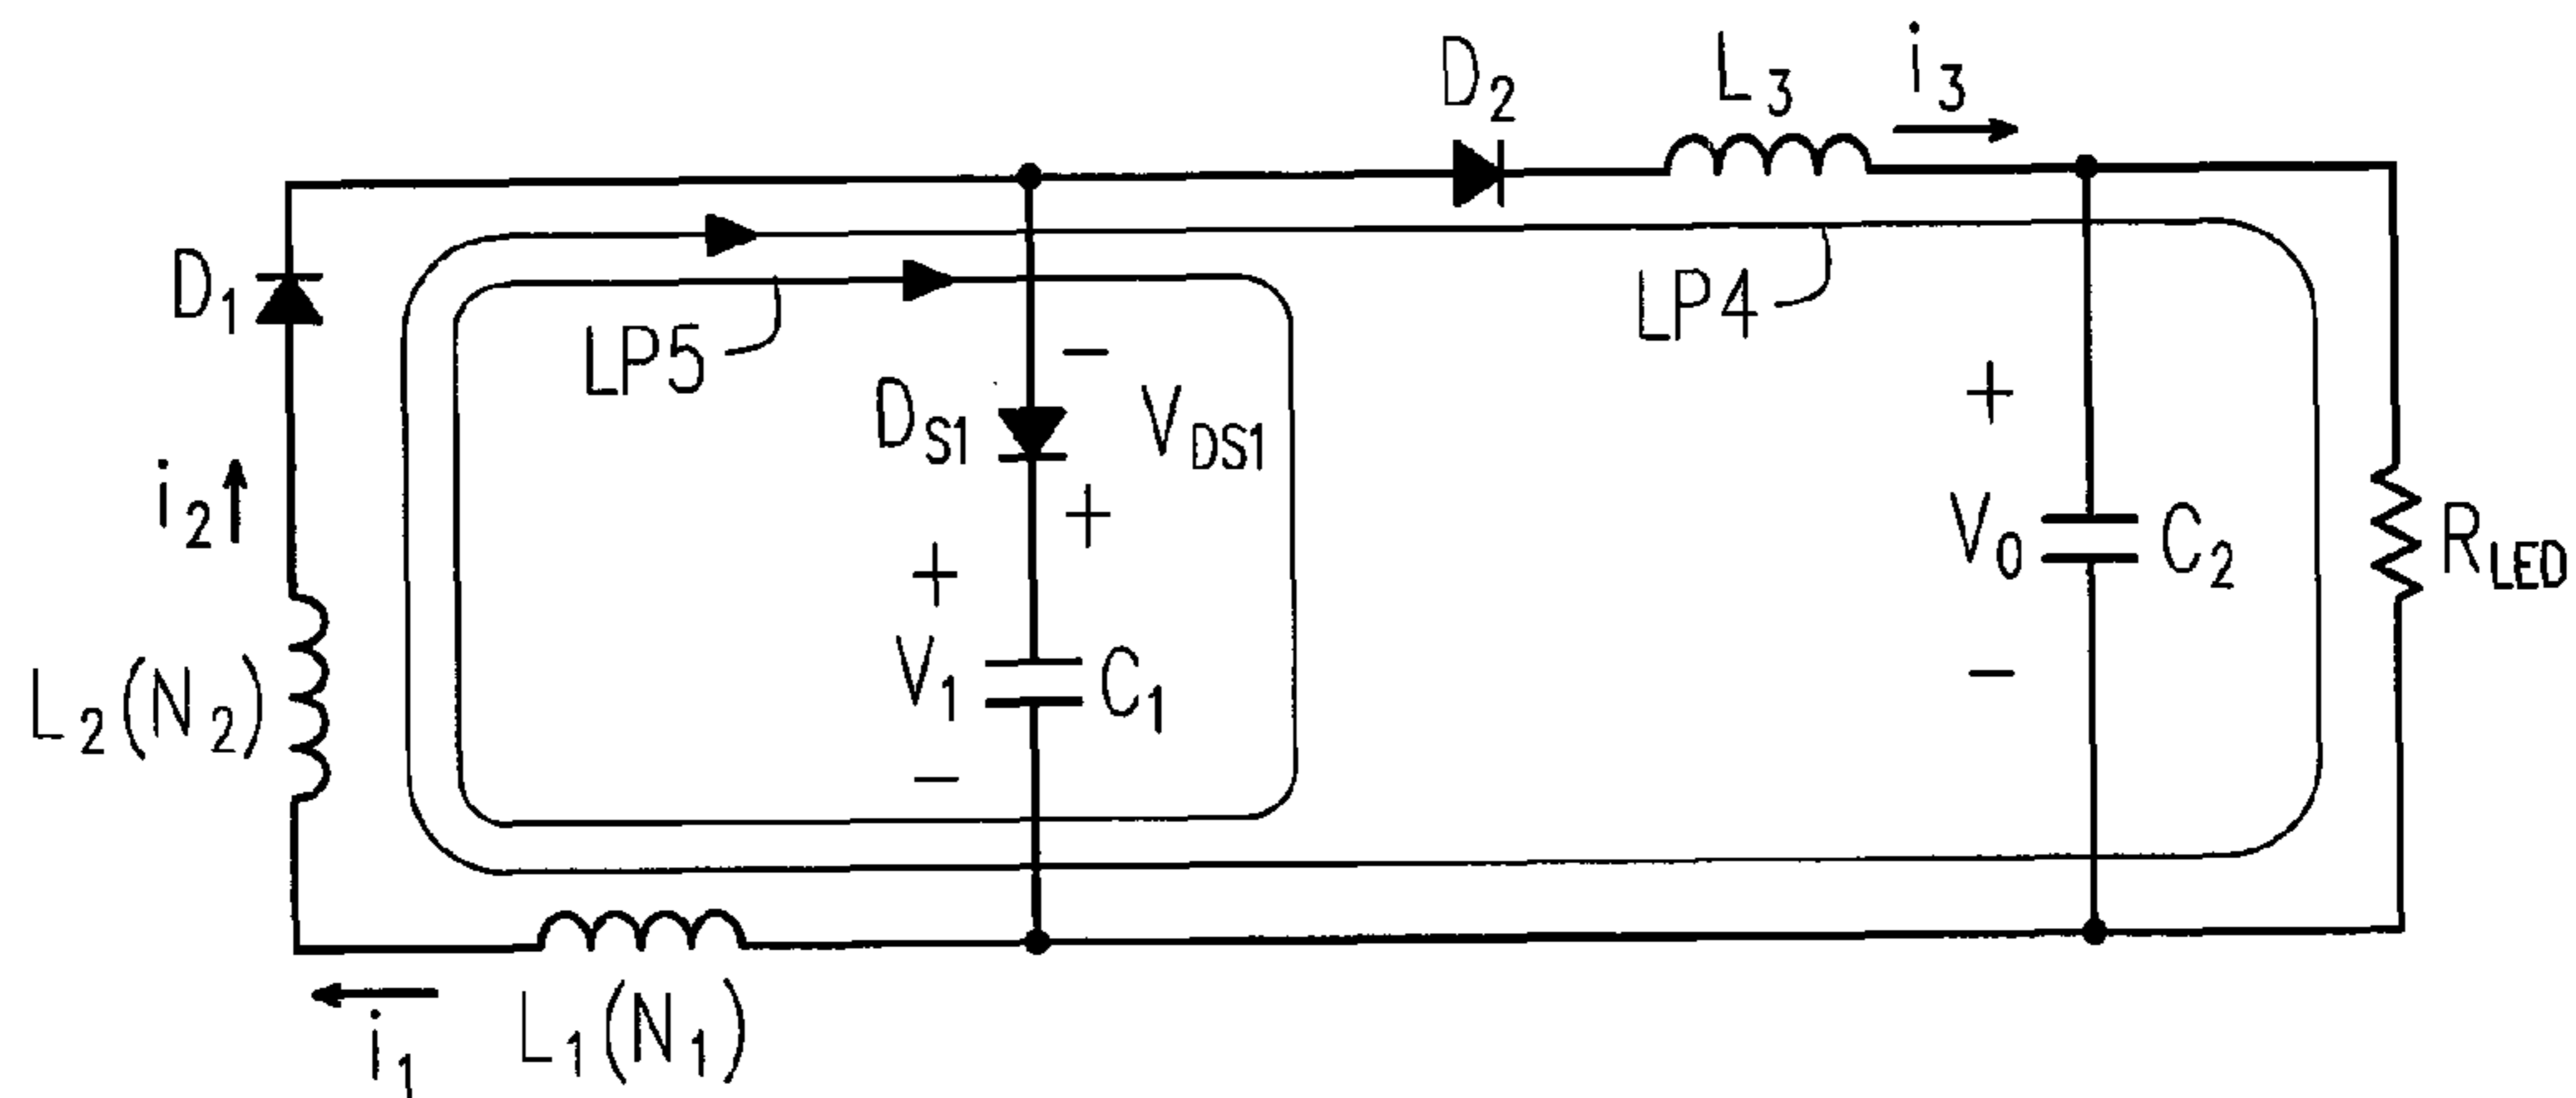 D2
L3
i3
D1
LP5
LP4
−
DS1
VDS1
+
+
i2
+
V1
C1
−
V0
C2
RLED
−
L2(N2)
i1
L1(N1)